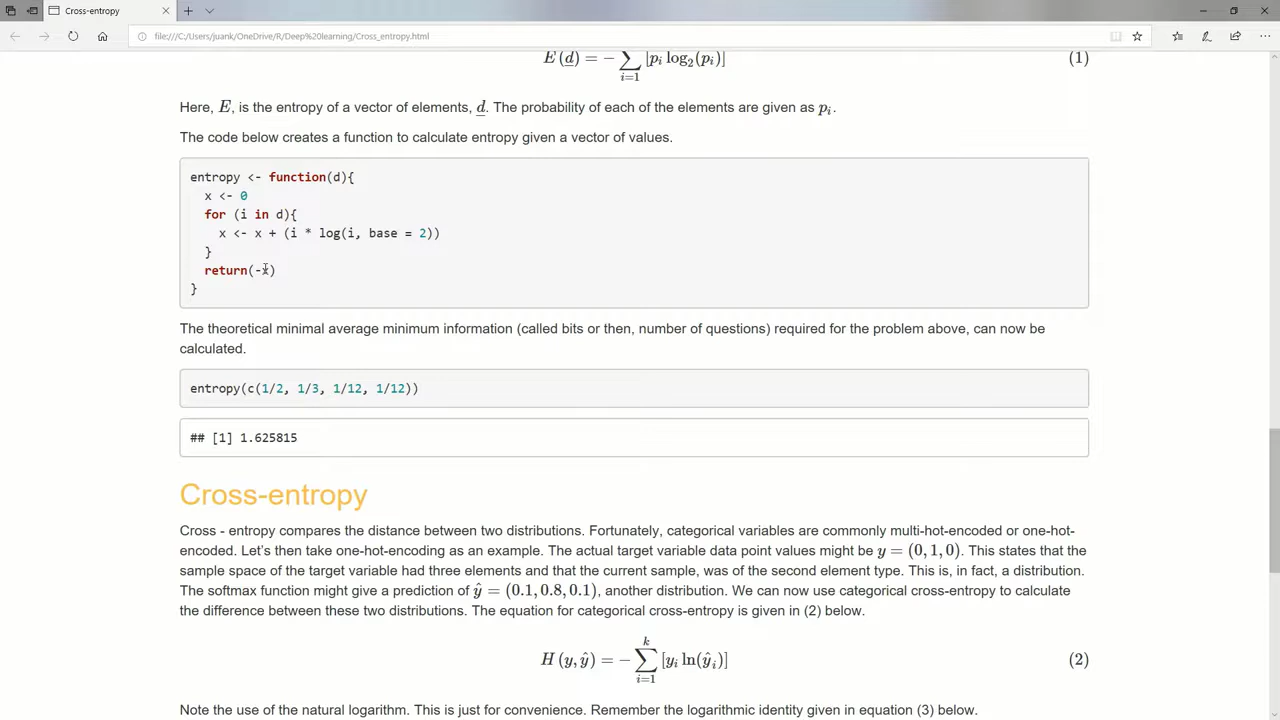 Cross-entropy
file:///C:/Users/juank/OneDrive/R/Deep%20learning/Cross_entropy.html
E (d) = − ∑ i=1 [p_i log_2(p_i)] (1)
Here, E, is the entropy of a vector of elements, d. The probability of each of the elements are given as p_i.
The code below creates a function to calculate entropy given a vector of values.
entropy <- function(d){
x <- 0
for (i in d){
x <- x + (i * log(i, base = 2))
}
return(-x)
}
The theoretical minimal average minimum information (called bits or then, number of questions) required for the problem above, can now be
calculated.
entropy(c(1/2, 1/3, 1/12, 1/12))
## [1] 1.625815
Cross-entropy
Cross - entropy compares the distance between two distributions. Fortunately, categorical variables are commonly multi-hot-encoded or one-hot-
encoded. Let's then take one-hot-encoding as an example. The actual target variable data point values might be y = (0, 1, 0). This states that the
sample space of the target variable had three elements and that the current sample, was of the second element type. This is, in fact, a distribution.
The softmax function might give a prediction of ŷ = (0.1, 0.8, 0.1), another distribution. We can now use categorical cross-entropy to calculate
the difference between these two distributions. The equation for categorical cross-entropy is given in (2) below.
H (y, ŷ) = − ∑ k i=1 [y_i ln(ŷ_i)] (2)
Note the use of the natural logarithm. This is just for convenience. Remember the logarithmic identity given in equation (3) below.